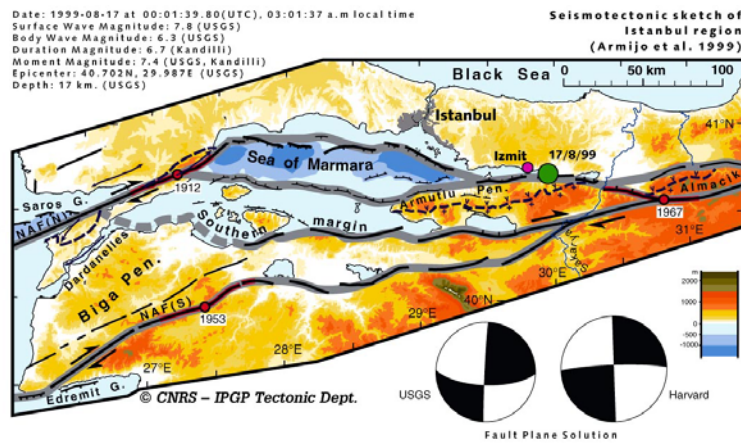 Date: 1999-08-17 at 00:01:39.80(UTC), 03:01:37 a.m local time
Surface Wave Magnitude: 7.8 (USGS)
Body Wave Magnitude: 6.3 (USGS)
Duration Magnitude: 6.7 (Kandilli)
Moment Magnitude: 7.4 (USGS, Kandilli)
Epicenter: 40.702N, 29.987E (USGS)
Depth: 17 km. (USGS)
Seismotectonic sketch of
Istanbul region
(Armijo et al. 1999)
Black Sea
0 50 km 100
Istanbul
41°N
Izmit
17/8/99
Sea of Marmara
1912
Saros G.
NAF(N)
Armutlu Pen.
Almacik
1967
Southern margin
Dardanelles
31°E
30°E
Biga Pen.
NAF(S)
1953
40°N
29°E
28°E
27°E
Edremit G.
© CNRS – IPGP Tectonic Dept.
m
2000
1000
0
-500
-1000
USGS
Harvard
Fault Plane Solution